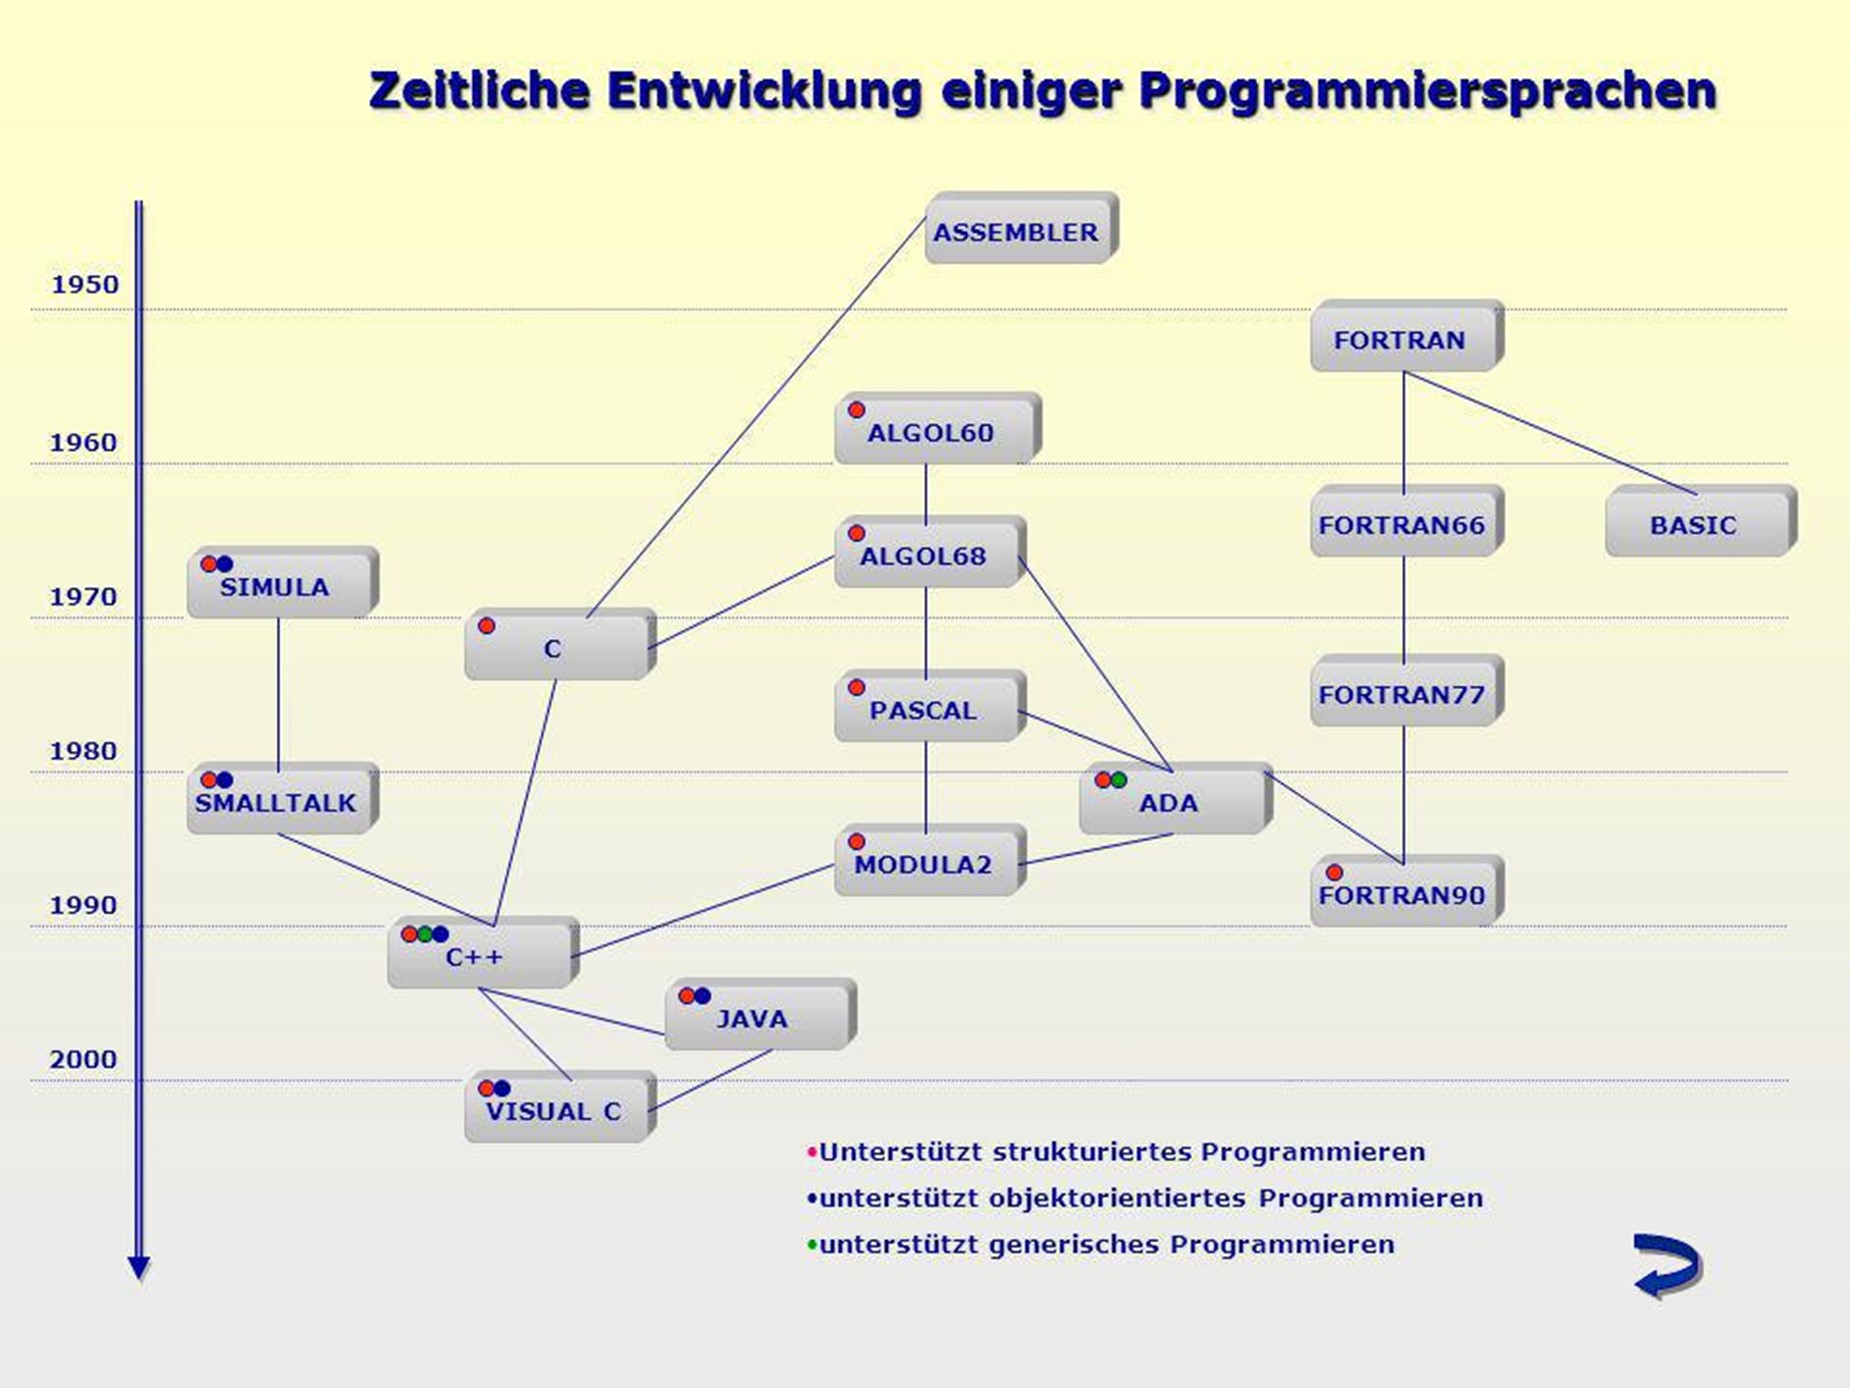 Zeitliche Entwicklung einiger Programmiersprachen
ASSEMBLER
1950
FORTRAN
ALGOL60
1960
FORTRAN66
BASIC
ALGOL68
SIMULA
1970
C
FORTRAN77
PASCAL
1980
SMALLTALK
ADA
MODULA2
FORTRAN90
1990
C++
JAVA
2000
VISUAL C
•Unterstützt strukturiertes Programmieren
•unterstützt objektorientiertes Programmieren
•unterstützt generisches Programmieren